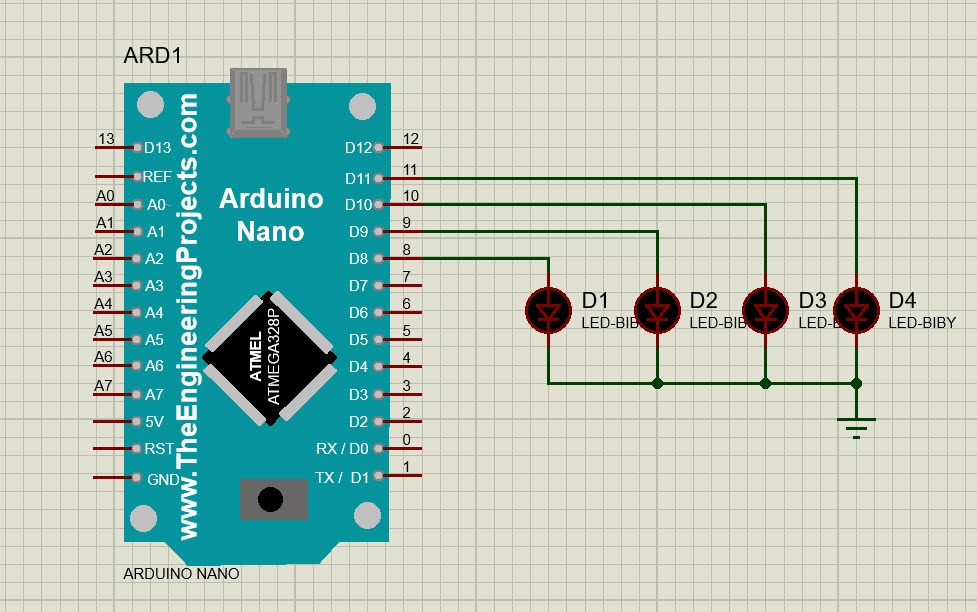 ARD1
www.TheEngineeringProjects.com
Arduino
Nano
ATMEL
ATMEGA328P
13
D13
REF
A0
A0
A1
A1
A2
A2
A3
A3
A4
A4
A5
A5
A6
A6
A7
A7
5V
RST
GND
D12
12
D11
11
D10
10
D9
9
D8
8
D7
7
D6
6
D5
5
D4
4
D3
3
D2
2
RX / D0
0
TX / D1
1
D1
LED-BIB
D2
LED-BIB
D3
LED-B
D4
LED-BIBY
ARDUINO NANO